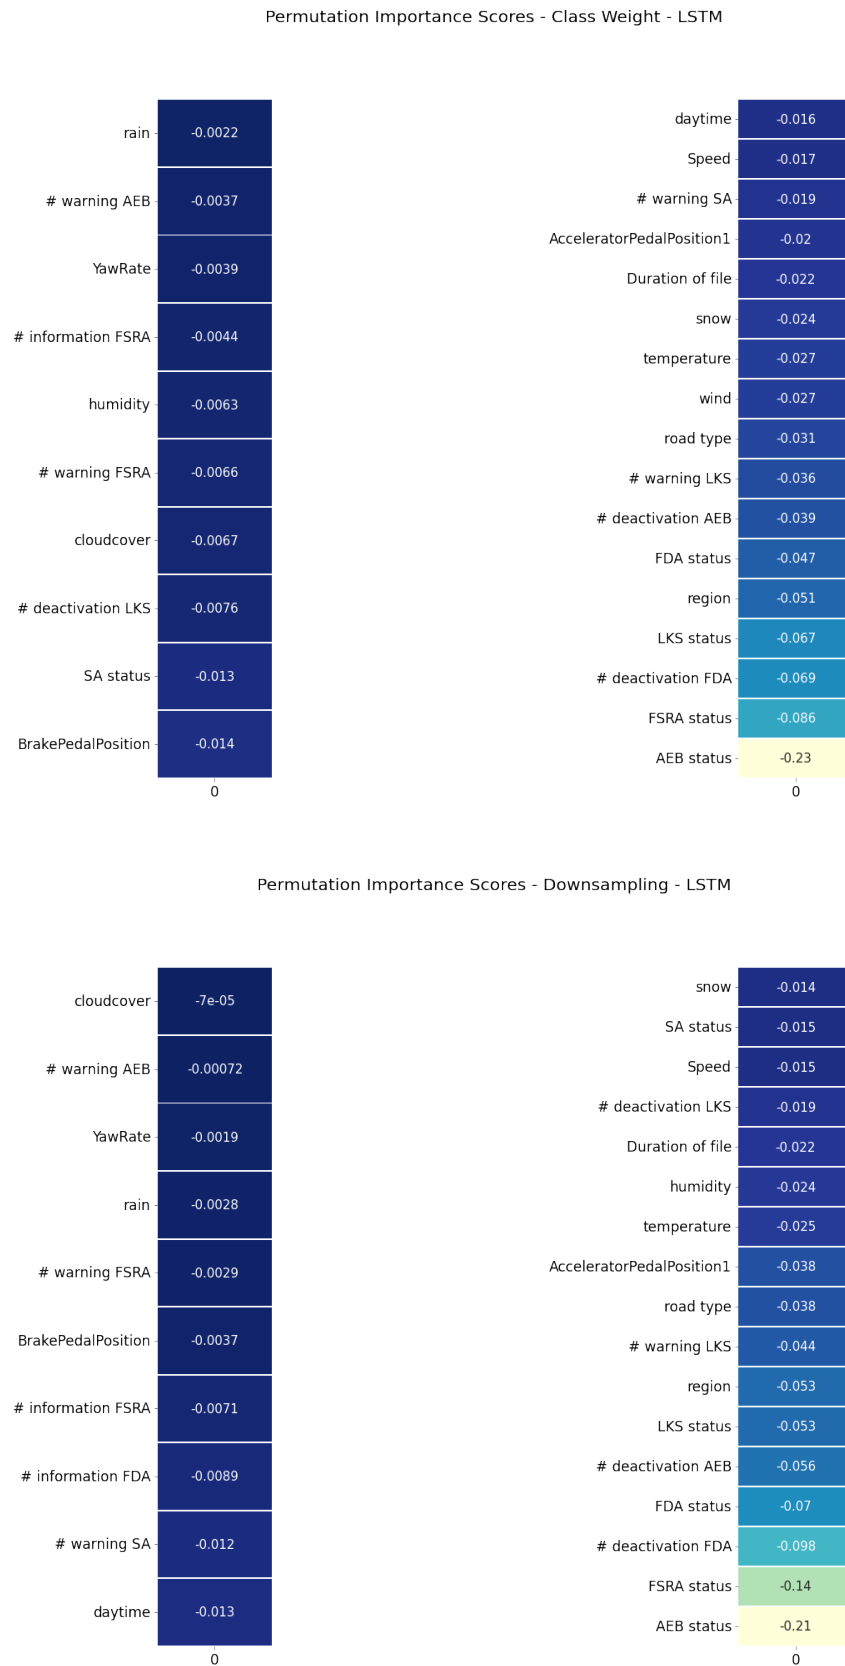 Permutation Importance Scores - Class Weight - LSTM
rain -0.0022
# warning AEB -0.0037
YawRate -0.0039
# information FSRA -0.0044
humidity -0.0063
# warning FSRA -0.0066
cloudcover -0.0067
# deactivation LKS -0.0076
SA status -0.013
BrakePedalPosition -0.014
0
daytime -0.016
Speed -0.017
# warning SA -0.019
AcceleratorPedalPosition1 -0.02
Duration of file -0.022
snow -0.024
temperature -0.027
wind -0.027
road type -0.031
# warning LKS -0.036
# deactivation AEB -0.039
FDA status -0.047
region -0.051
LKS status -0.067
# deactivation FDA -0.069
FSRA status -0.086
AEB status -0.23
0
Permutation Importance Scores - Downsampling - LSTM
cloudcover -7e-05
# warning AEB -0.00072
YawRate -0.0019
rain -0.0028
# warning FSRA -0.0029
BrakePedalPosition -0.0037
# information FSRA -0.0071
# information FDA -0.0089
# warning SA -0.012
daytime -0.013
0
snow -0.014
SA status -0.015
Speed -0.015
# deactivation LKS -0.019
Duration of file -0.022
humidity -0.024
temperature -0.025
AcceleratorPedalPosition1 -0.038
road type -0.038
# warning LKS -0.044
region -0.053
LKS status -0.053
# deactivation AEB -0.056
FDA status -0.07
# deactivation FDA -0.098
FSRA status -0.14
AEB status -0.21
0